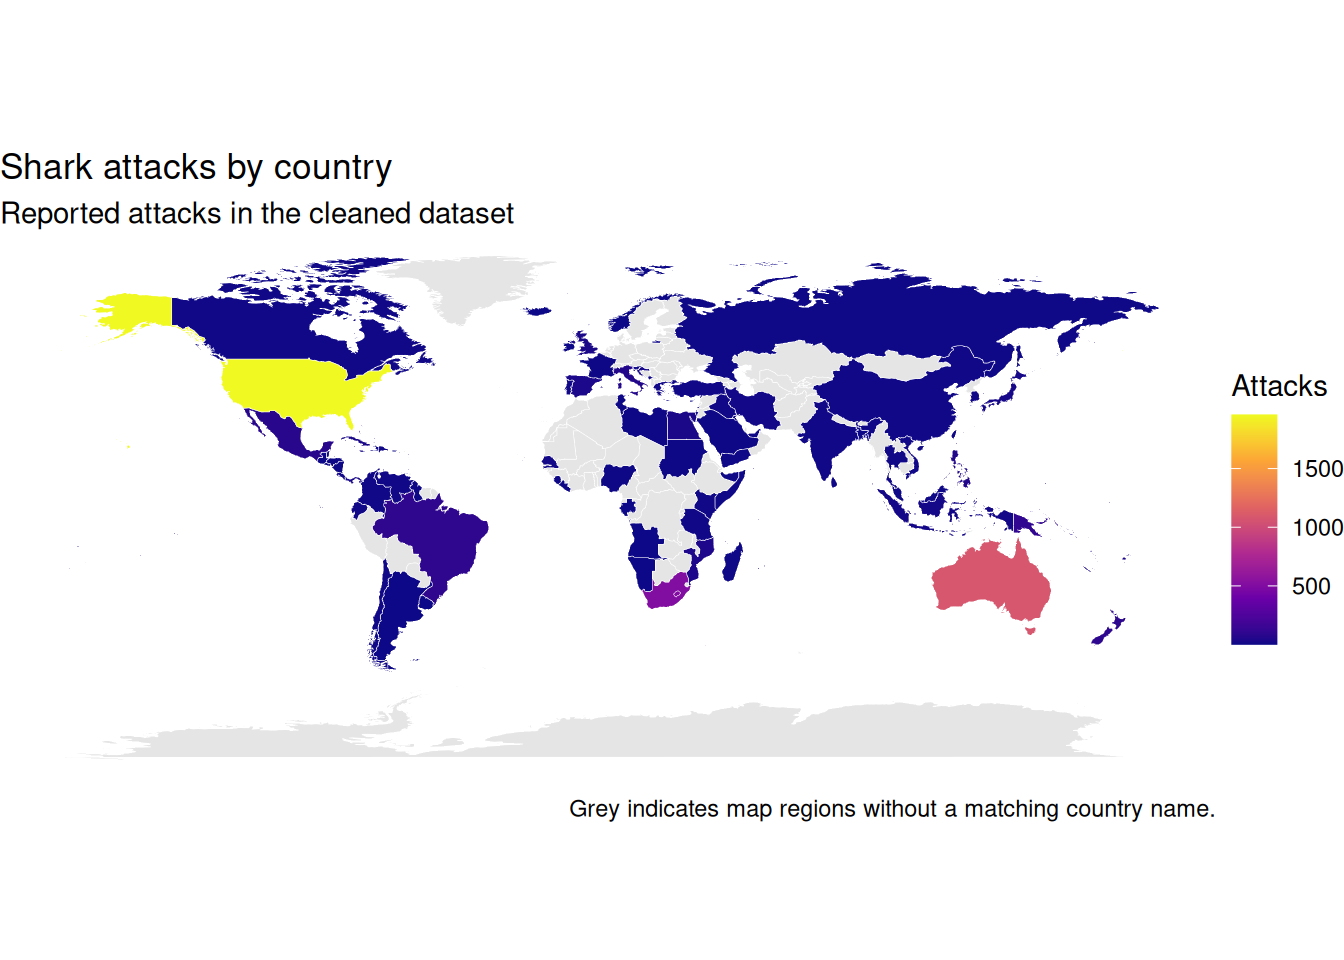 Shark attacks by country
Reported attacks in the cleaned dataset
Attacks
1500
1000
500
Grey indicates map regions without a matching country name.